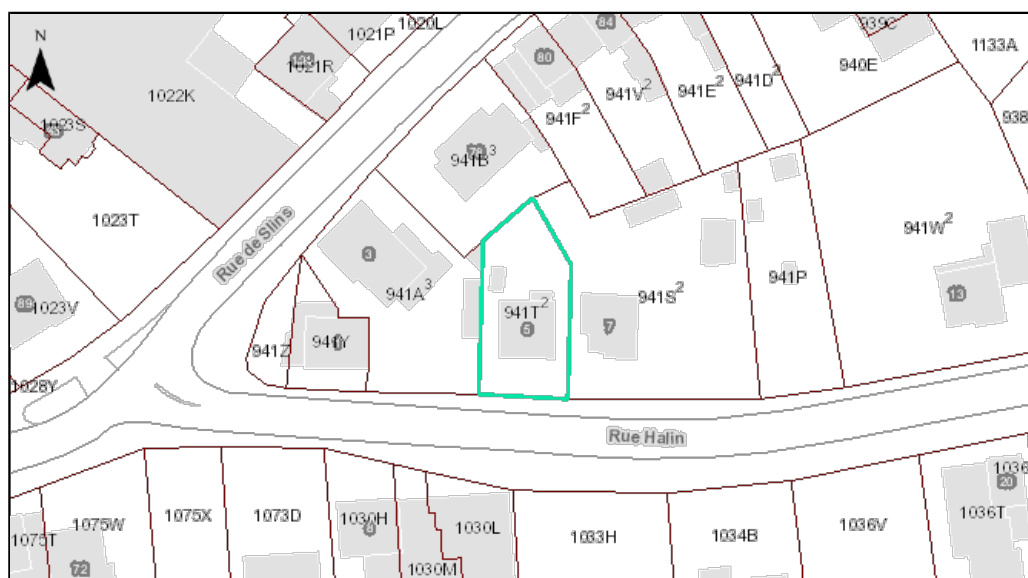 1020L
1021P
80
84
939C
1133A
N
1021R
940E
941D²
941E²
941V²
1022K
941F²
938
1023S
941B³
1023T
Rue de Slins
941W²
3
941P
941A³
941S²
13
89
1023V
941T²
5
7
941Y
941Z
1028Y
Rue Halin
1036
20
1075W
1075X
1073D
1030H
1030L
1033H
1034B
1036V
1036T
1075T
72
1030M